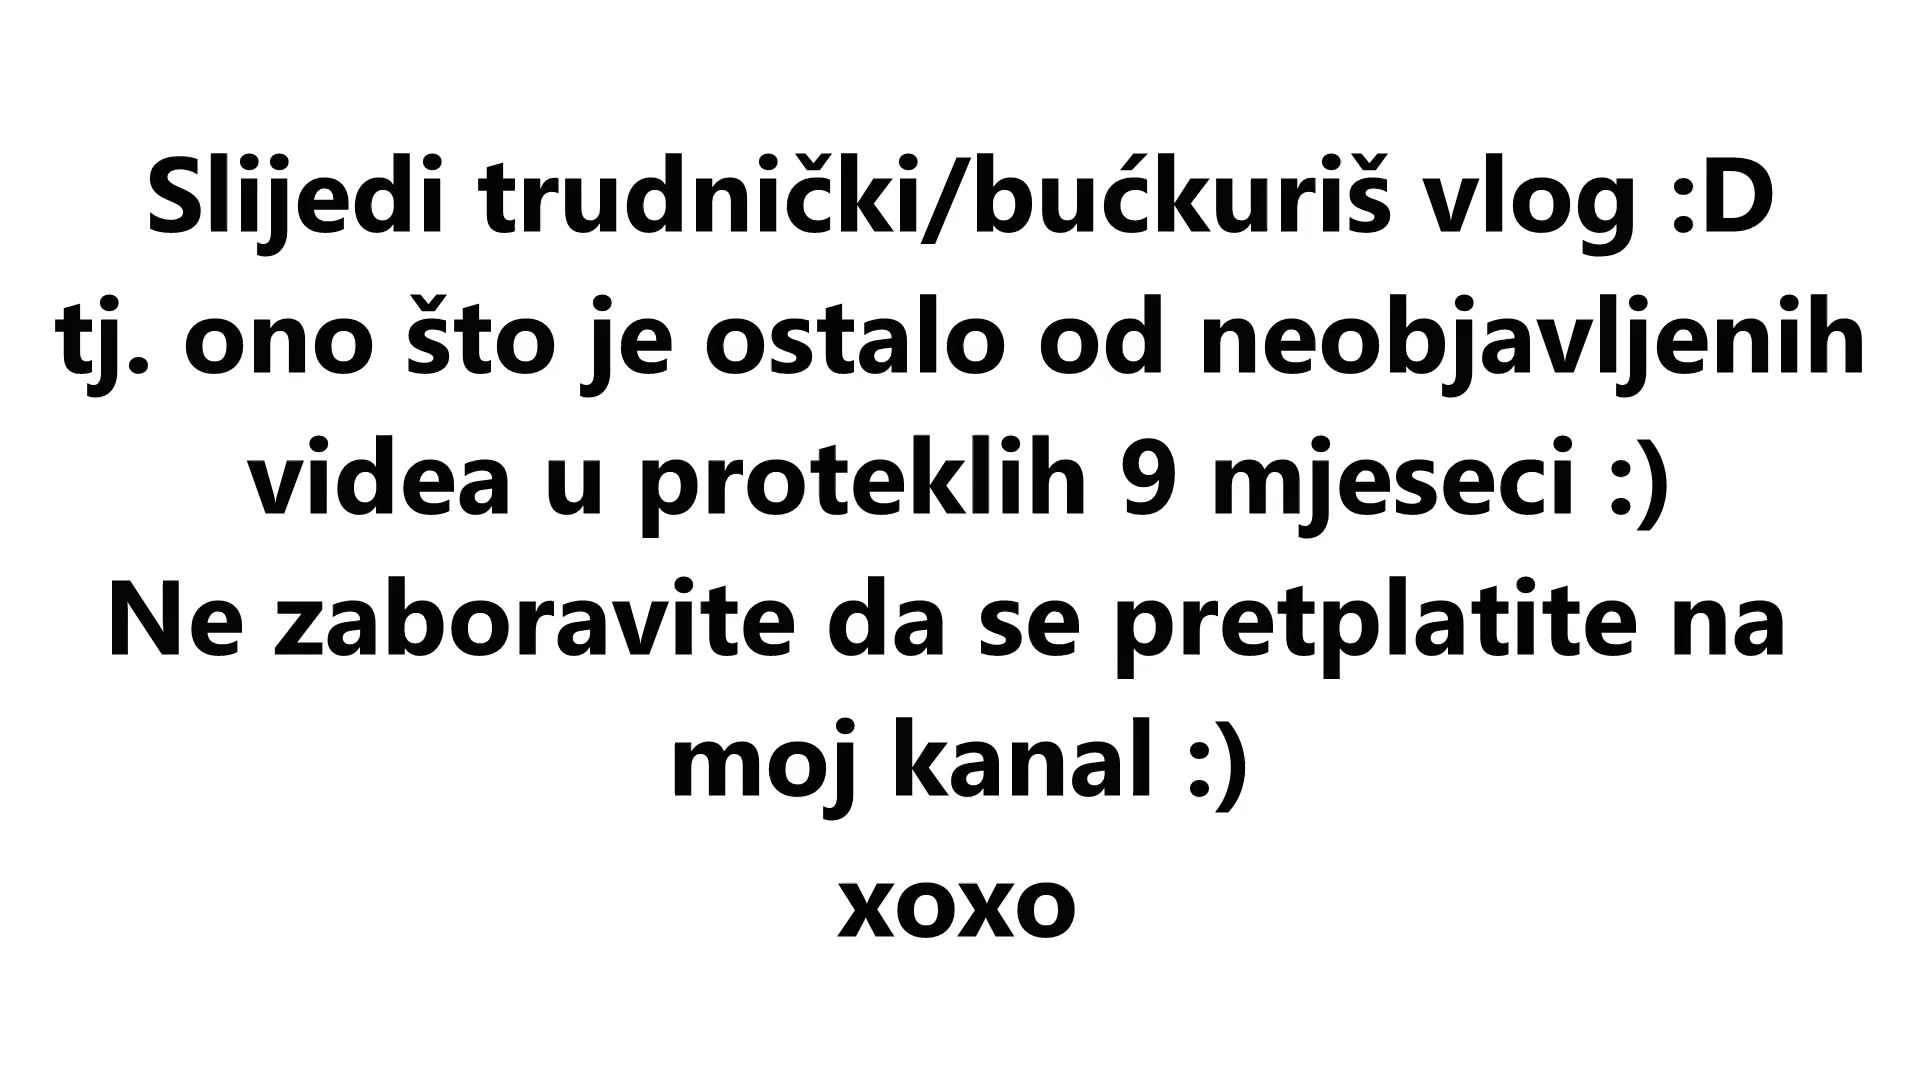 Slijedi trudnički/bućkuriš vlog :D
tj. ono što je ostalo od neobjavljenih
videa u proteklih 9 mjeseci :)
Ne zaboravite da se pretplatite na
moj kanal :)
xoxo